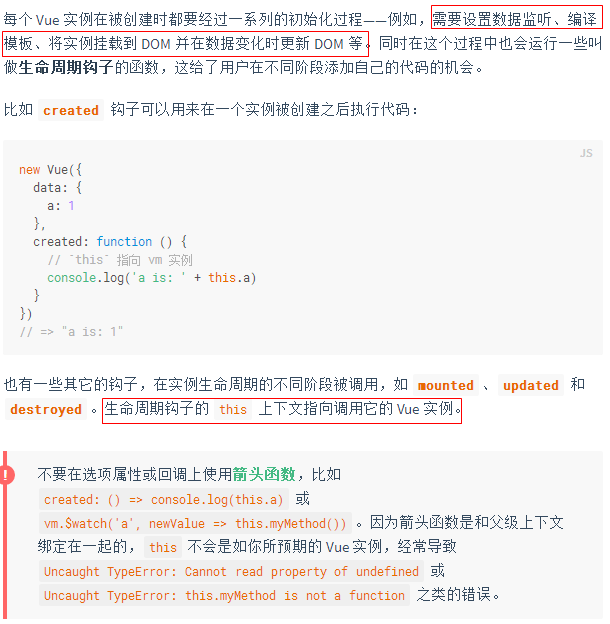 每个 Vue 实例在被创建时都要经过一系列的初始化过程——例如，需要设置数据监听、编译
模板、将实例挂载到 DOM 并在数据变化时更新 DOM 等。同时在这个过程中也会运行一些叫
做生命周期钩子的函数，这给了用户在不同阶段添加自己的代码的机会。
比如 created 钩子可以用来在一个实例被创建之后执行代码：
JS
new Vue({
  data: {
    a: 1
  },
  created: function () {
    // `this` 指向 vm 实例
    console.log('a is: ' + this.a)
  }
})
// => "a is: 1"
也有一些其它的钩子，在实例生命周期的不同阶段被调用，如 mounted 、 updated 和
destroyed 。生命周期钩子的 this 上下文指向调用它的 Vue 实例。
!
不要在选项属性或回调上使用箭头函数，比如
created: () => console.log(this.a) 或
vm.$watch('a', newValue => this.myMethod()) 。因为箭头函数是和父级上下文
绑定在一起的， this 不会是如你所预期的 Vue 实例，经常导致
Uncaught TypeError: Cannot read property of undefined 或
Uncaught TypeError: this.myMethod is not a function 之类的错误。